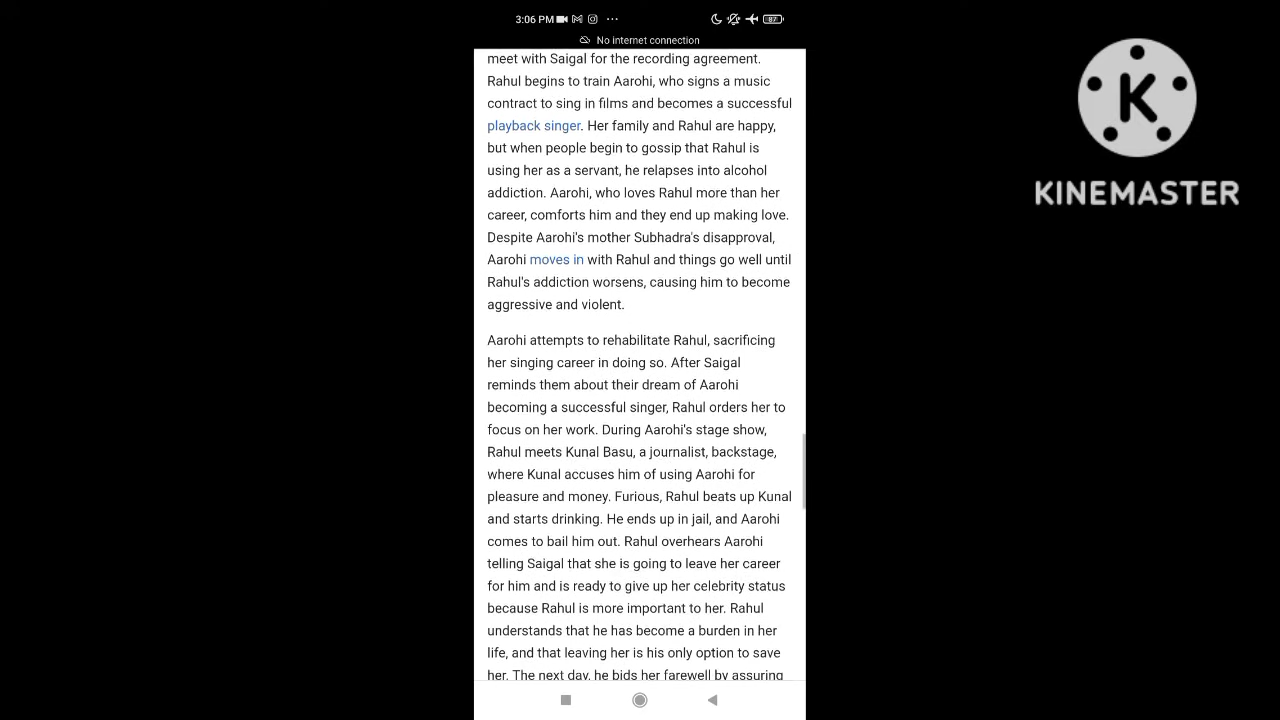 3:06 PM
87
No internet connection
meet with Saigal for the recording agreement.
Rahul begins to train Aarohi, who signs a music
contract to sing in films and becomes a successful
playback singer. Her family and Rahul are happy,
but when people begin to gossip that Rahul is
using her as a servant, he relapses into alcohol
addiction. Aarohi, who loves Rahul more than her
career, comforts him and they end up making love.
Despite Aarohi's mother Subhadra's disapproval,
Aarohi moves in with Rahul and things go well until
Rahul's addiction worsens, causing him to become
aggressive and violent.
Aarohi attempts to rehabilitate Rahul, sacrificing
her singing career in doing so. After Saigal
reminds them about their dream of Aarohi
becoming a successful singer, Rahul orders her to
focus on her work. During Aarohi's stage show,
Rahul meets Kunal Basu, a journalist, backstage,
where Kunal accuses him of using Aarohi for
pleasure and money. Furious, Rahul beats up Kunal
and starts drinking. He ends up in jail, and Aarohi
comes to bail him out. Rahul overhears Aarohi
telling Saigal that she is going to leave her career
for him and is ready to give up her celebrity status
because Rahul is more important to her. Rahul
understands that he has become a burden in her
life, and that leaving her is his only option to save
her. The next day, he bids her farewell by assuring
K
KINEMASTER